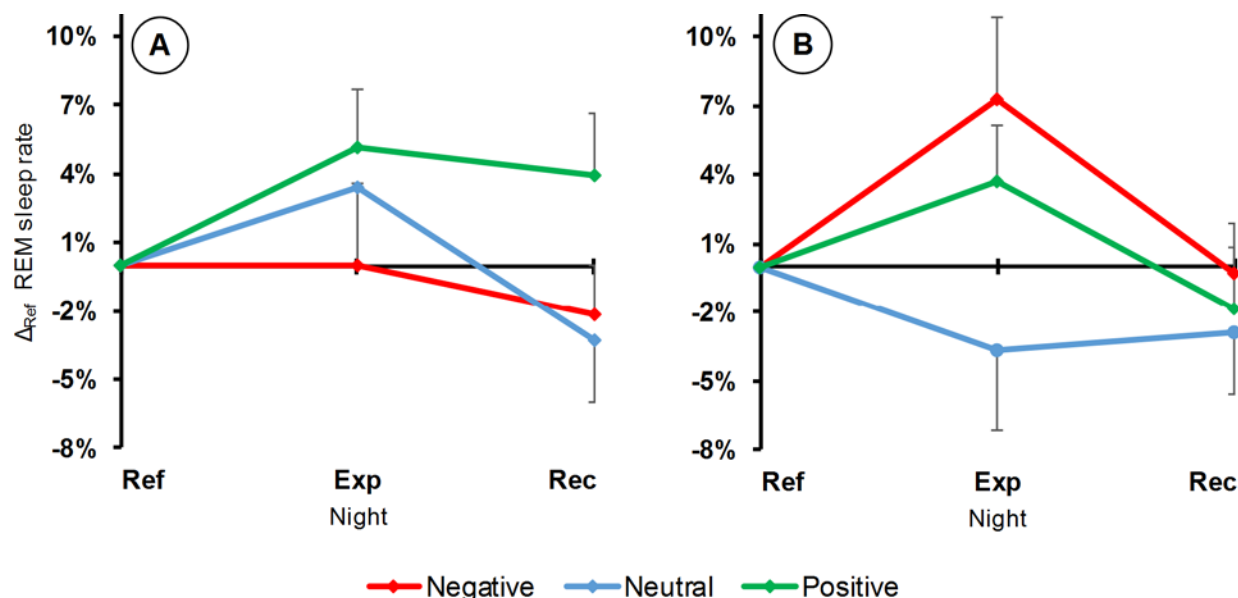 A
10%
7%
4%
1%
-2%
-5%
-8%
ΔRef REM sleep rate
Ref Exp Rec
Night
B
10%
7%
4%
1%
-2%
-5%
-8%
Ref Exp Rec
Night
Negative Neutral Positive